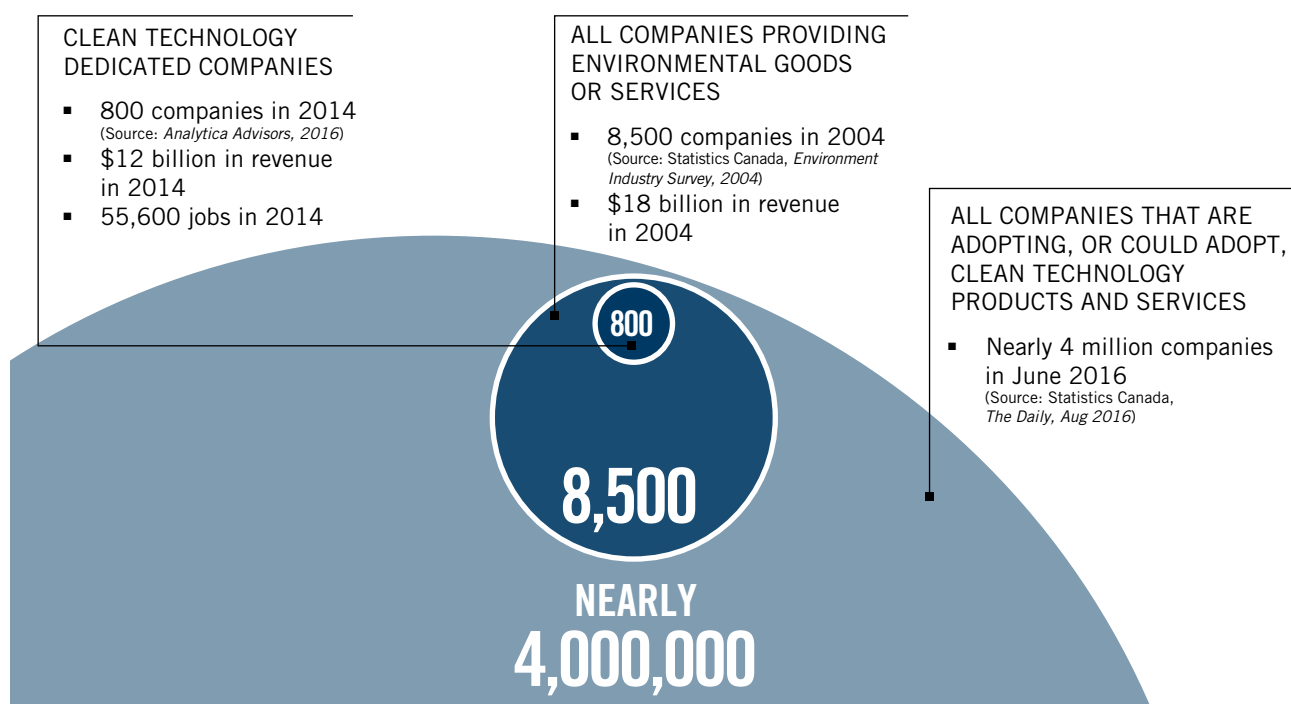 CLEAN TECHNOLOGY
DEDICATED COMPANIES
▪ 800 companies in 2014
(Source: Analytica Advisors, 2016)
▪ $12 billion in revenue
in 2014
▪ 55,600 jobs in 2014
ALL COMPANIES PROVIDING
ENVIRONMENTAL GOODS
OR SERVICES
▪ 8,500 companies in 2004
(Source: Statistics Canada, Environment
Industry Survey, 2004)
▪ $18 billion in revenue
in 2004
ALL COMPANIES THAT ARE
ADOPTING, OR COULD ADOPT,
CLEAN TECHNOLOGY
PRODUCTS AND SERVICES
▪ Nearly 4 million companies
in June 2016
(Source: Statistics Canada,
The Daily, Aug 2016)
800
8,500
NEARLY
4,000,000